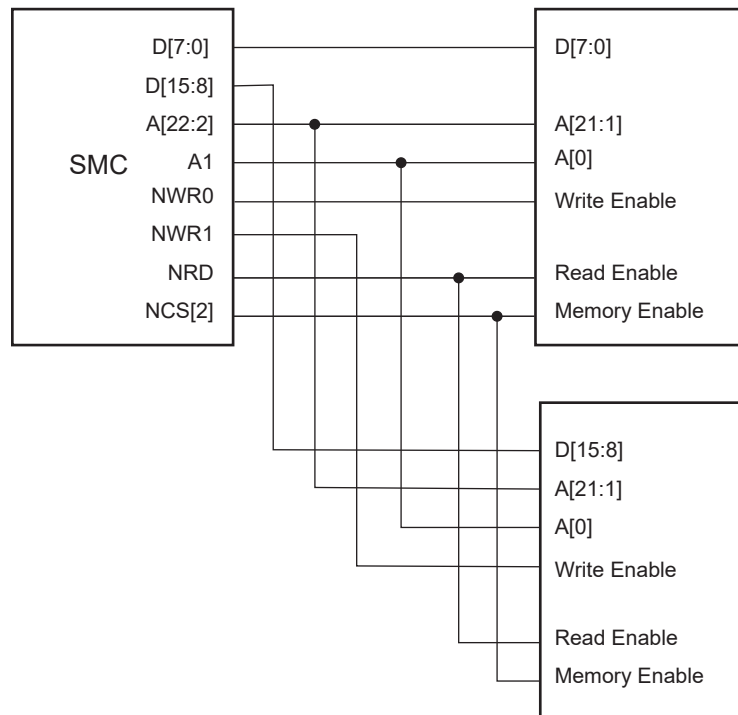 D[7:0]
D[15:8]
A[22:2]
SMC
A1
NWR0
NWR1
NRD
NCS[2]
D[7:0]
A[21:1]
A[0]
Write Enable
Read Enable
Memory Enable
D[15:8]
A[21:1]
A[0]
Write Enable
Read Enable
Memory Enable